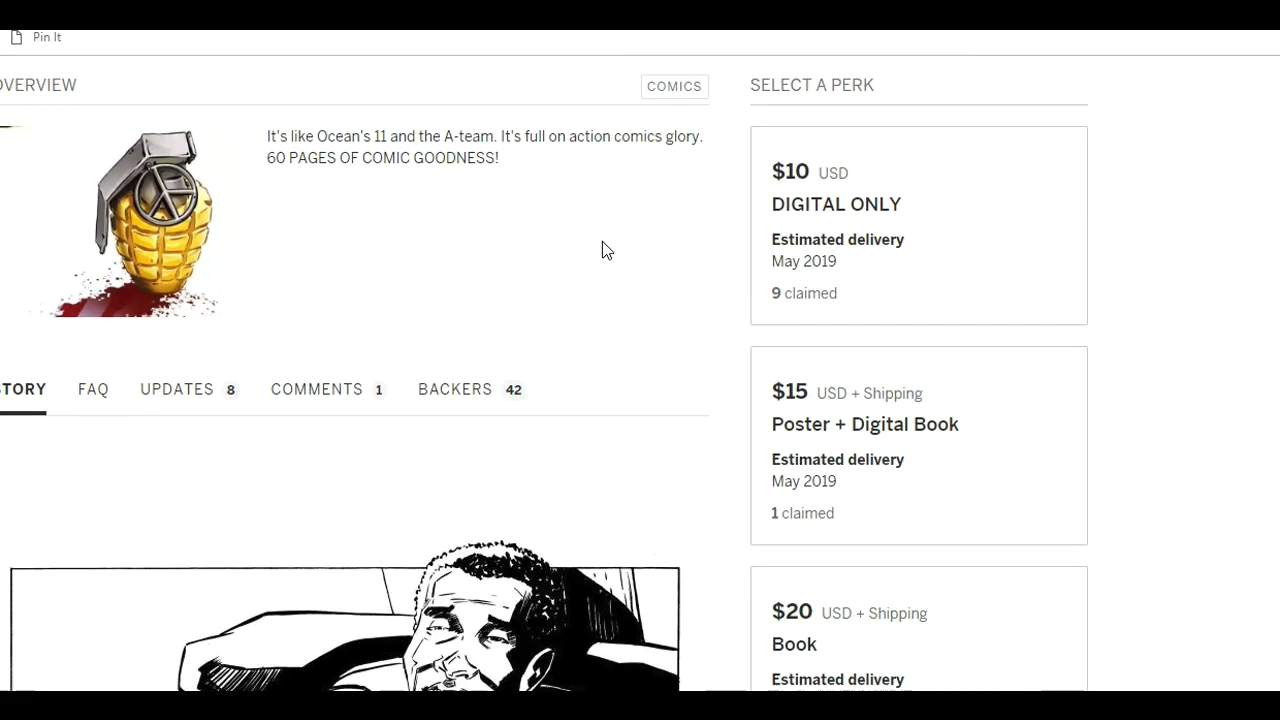 Pin It
OVERVIEW
COMICS
SELECT A PERK
It's like Ocean's 11 and the A-team. It's full on action comics glory.
60 PAGES OF COMIC GOODNESS!
$10 USD
DIGITAL ONLY
Estimated delivery
May 2019
9 claimed
STORY FAQ UPDATES 8 COMMENTS 1 BACKERS 42
$15 USD + Shipping
Poster + Digital Book
Estimated delivery
May 2019
1 claimed
$20 USD + Shipping
Book
Estimated delivery